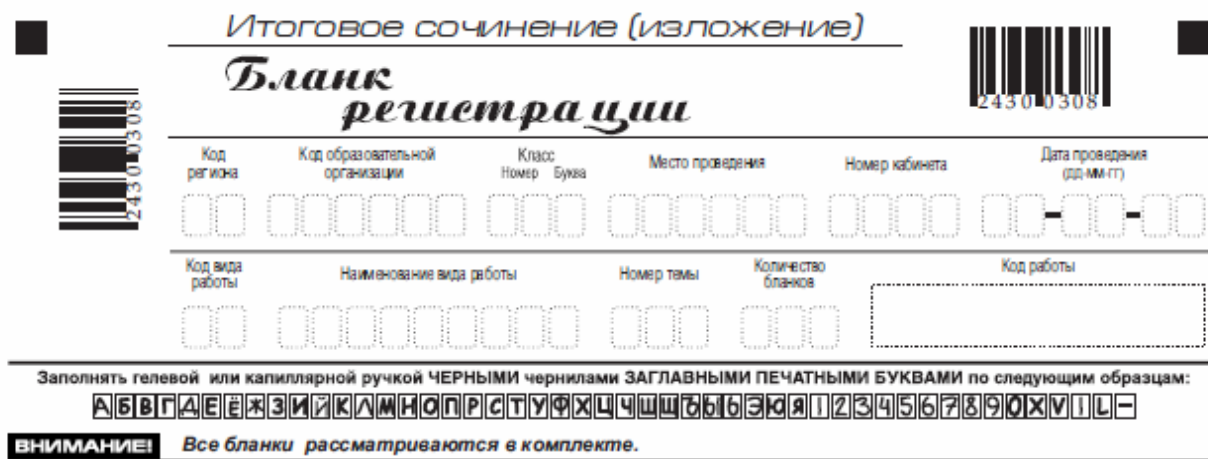 Итоговое сочинение (изложение)
Бланк
регистрации
2430 0308
2430 0308
Код региона
Код образовательной организации
Класс
Номер Буква
Место проведения
Номер кабинета
Дата проведения
(ДД-ММ-ГГ)
Код вида работы
Наименование вида работы
Номер темы
Количество бланков
Код работы
Заполнять гелевой или капиллярной ручкой ЧЕРНЫМИ чернилами ЗАГЛАВНЫМИ ПЕЧАТНЫМИ БУКВАМИ по следующим образцам:
АБВГДЕЁЖЗИЙКЛМНОПРСТУФХЦЧШЩЪЫЬЭЮЯ1234567890XVIL-
ВНИМАНИЕ! Все бланки рассматриваются в комплекте.